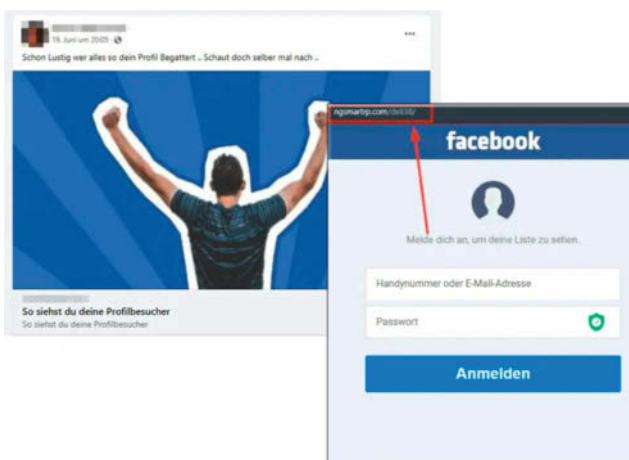 19. Juni um 20:05
Schon Lustig wer alles so dein Profil Begattert .. Schaut doch selber mal nach ..
So siehst du deine Profilbesucher
So siehst du deine Profilbesucher
ngsmartrp.com/
facebook
Melde dich an, um deine Liste zu sehen.
Handynummer oder E-Mail-Adresse
Passwort
Anmelden